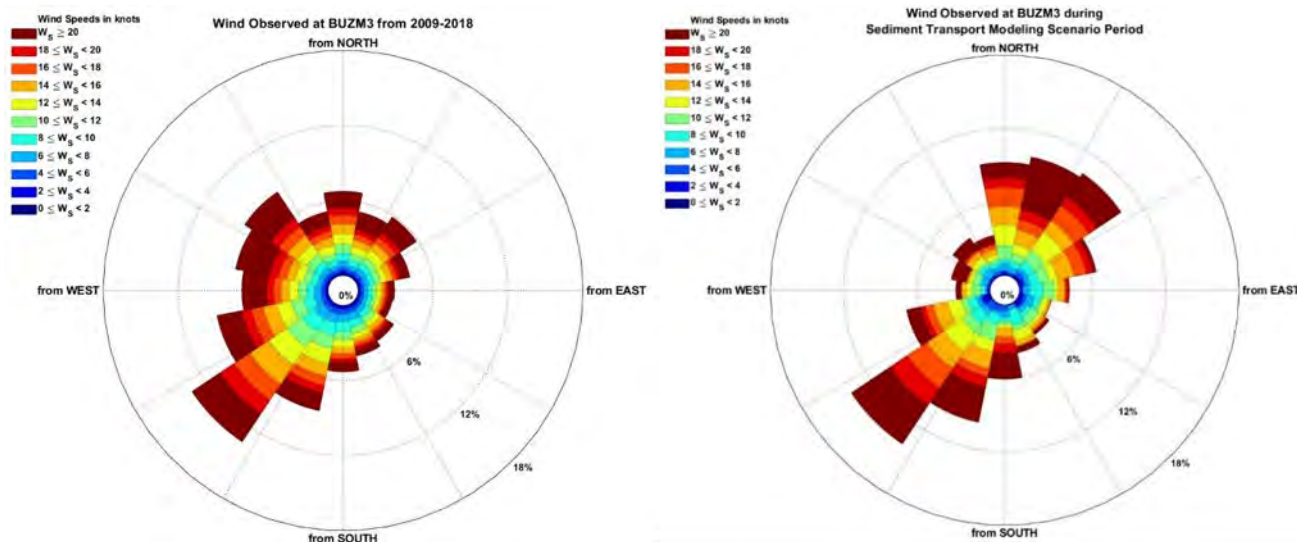 Wind Speeds in knots
W_S ≥ 20
18 ≤ W_S < 20
16 ≤ W_S < 18
14 ≤ W_S < 16
12 ≤ W_S < 14
10 ≤ W_S < 12
8 ≤ W_S < 10
6 ≤ W_S < 8
4 ≤ W_S < 6
2 ≤ W_S < 4
0 ≤ W_S < 2
Wind Observed at BUZM3 from 2009-2018
from NORTH
from WEST
0%
from EAST
6%
12%
18%
from SOUTH
Wind Speeds in knots
W_S ≥ 20
18 ≤ W_S < 20
16 ≤ W_S < 18
14 ≤ W_S < 16
12 ≤ W_S < 14
10 ≤ W_S < 12
8 ≤ W_S < 10
6 ≤ W_S < 8
4 ≤ W_S < 6
2 ≤ W_S < 4
0 ≤ W_S < 2
Wind Observed at BUZM3 during
Sediment Transport Modeling Scenario Period
from NORTH
from WEST
0%
from EAST
6%
12%
18%
from SOUTH